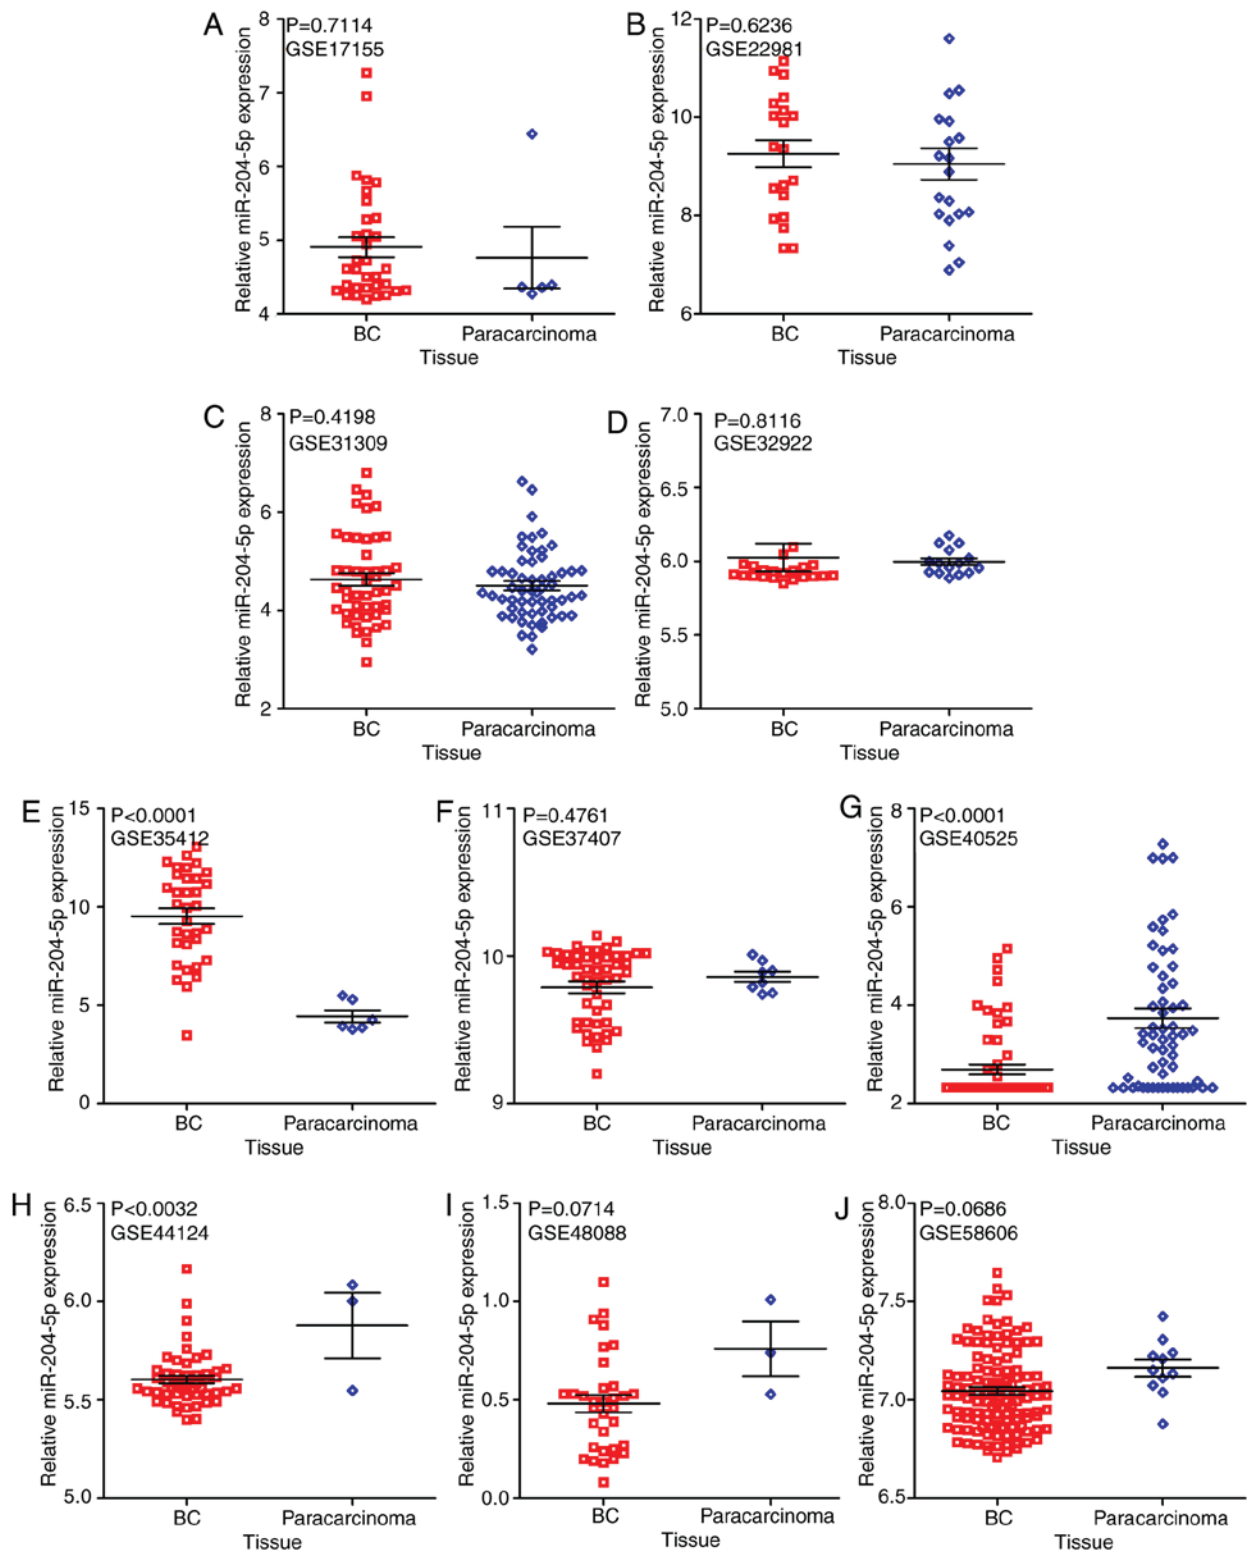 A
P=0.7114
GSE17155
Relative miR-204-5p expression
8
7
6
5
4
BC
Paracarcinoma
Tissue
B
P=0.6236
GSE22981
Relative miR-204-5p expression
12
10
8
6
BC
Paracarcinoma
Tissue
C
P=0.4198
GSE31309
Relative miR-204-5p expression
8
6
4
2
BC
Paracarcinoma
Tissue
D
P=0.8116
GSE32922
Relative miR-204-5p expression
7.0
6.5
6.0
5.5
5.0
BC
Paracarcinoma
Tissue
E
P<0.0001
GSE35412
Relative miR-204-5p expression
15
10
5
0
BC
Paracarcinoma
Tissue
F
P=0.4761
GSE37407
Relative miR-204-5p expression
11
10
9
BC
Paracarcinoma
Tissue
G
P<0.0001
GSE40525
Relative miR-204-5p expression
8
6
4
2
BC
Paracarcinoma
Tissue
H
P<0.0032
GSE44124
Relative miR-204-5p expression
6.5
6.0
5.5
5.0
BC
Paracarcinoma
Tissue
I
P=0.0714
GSE48088
Relative miR-204-5p expression
1.5
1.0
0.5
0.0
BC
Paracarcinoma
Tissue
J
P=0.0686
GSE58606
Relative miR-204-5p expression
8.0
7.5
7.0
6.5
BC
Paracarcinoma
Tissue